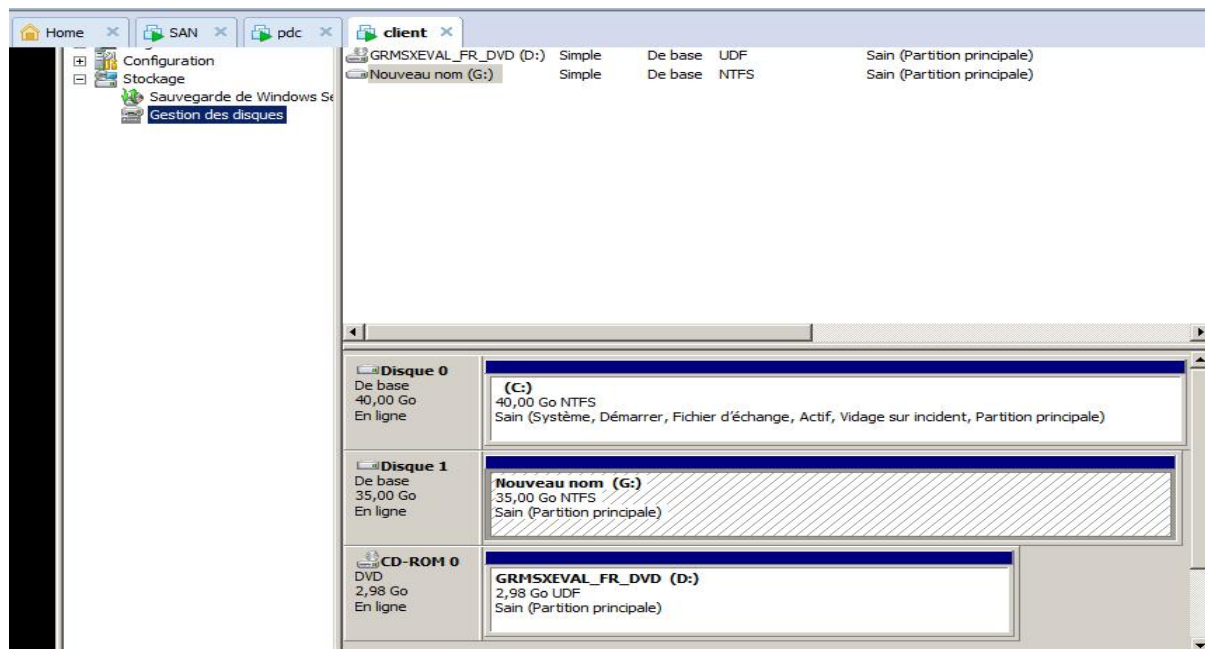 Home SAN pdc client
Configuration
Stockage
Sauvegarde de Windows Se
Gestion des disques
GRMSXEVAL_FR_DVD (D:) Simple De base UDF Sain (Partition principale)
Nouveau nom (G:) Simple De base NTFS Sain (Partition principale)
Disque 0
De base
40,00 Go
En ligne
(C:)
40,00 Go NTFS
Sain (Système, Démarrer, Fichier d'échange, Actif, Vidage sur incident, Partition principale)
Disque 1
De base
35,00 Go
En ligne
Nouveau nom (G:)
35,00 Go NTFS
Sain (Partition principale)
CD-ROM 0
DVD
2,98 Go
En ligne
GRMSXEVAL_FR_DVD (D:)
2,98 Go UDF
Sain (Partition principale)